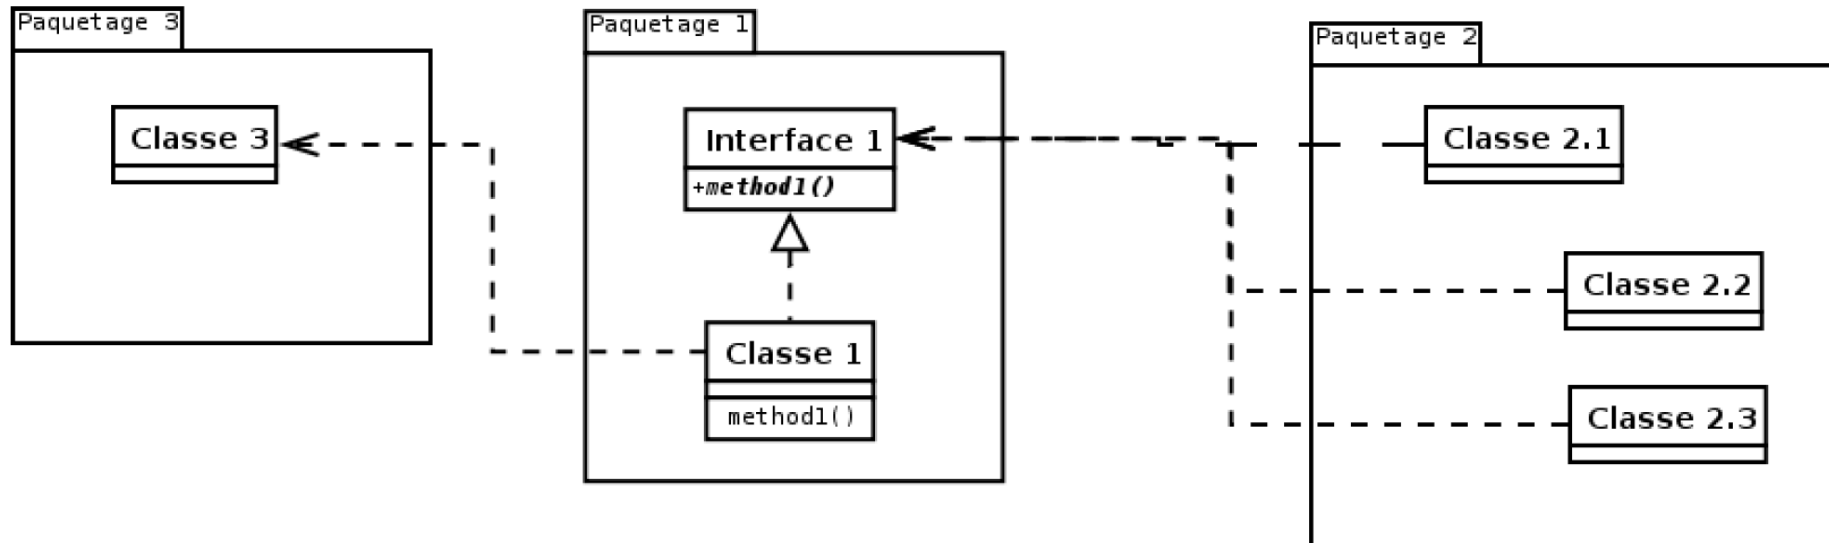 Paquetage 3
Classe 3
Paquetage 1
Interface 1
+method1()
Classe 1
method1()
Paquetage 2
Classe 2.1
Classe 2.2
Classe 2.3